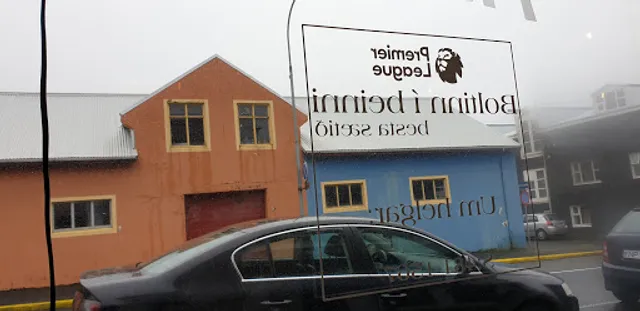 Premier
League
Boltinn í beinni
besta sætið
Um helgar: